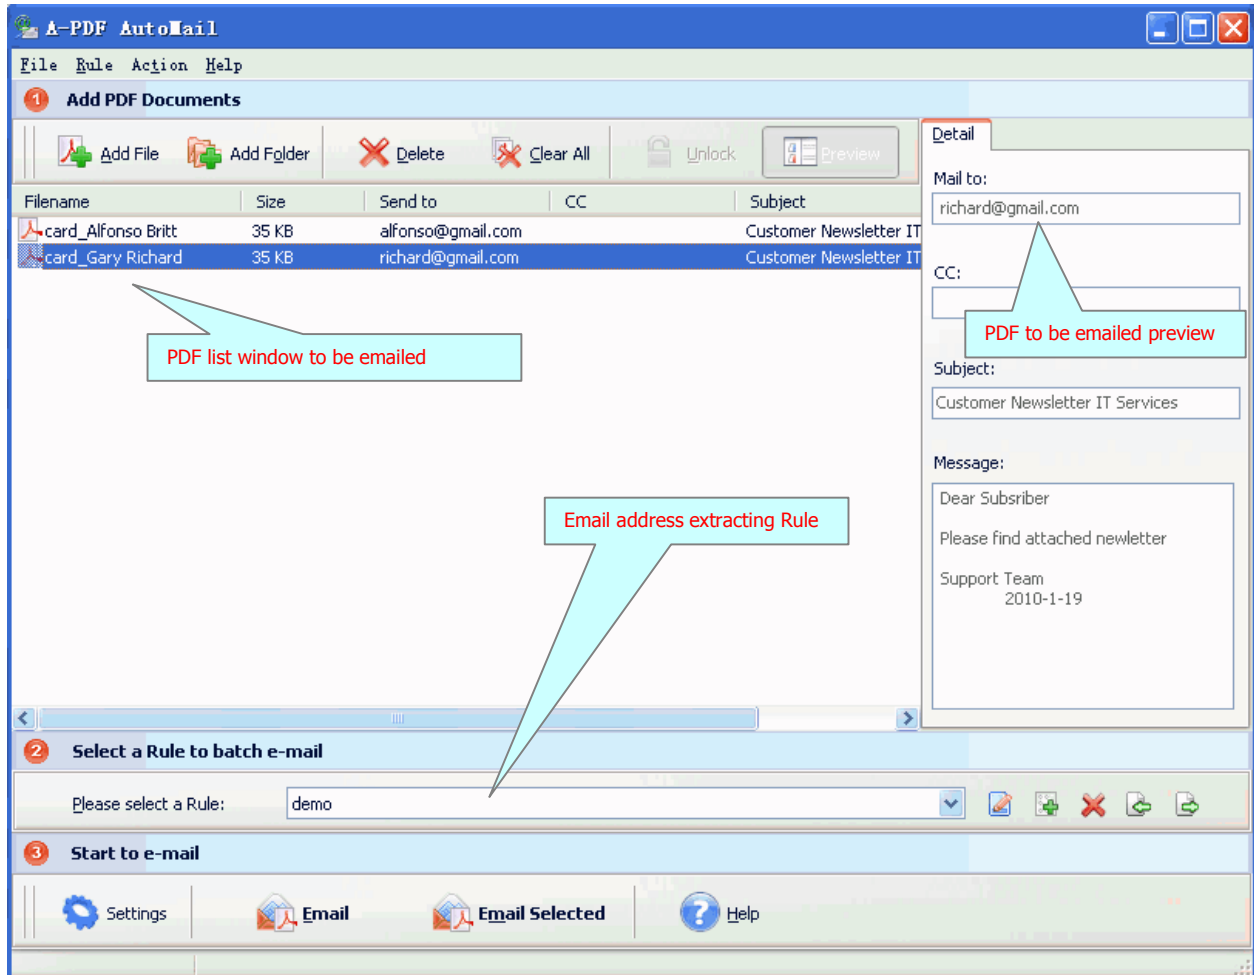 A-PDF AutoMail
File Rule Action Help
1 Add PDF Documents
Add File Add Folder Delete Clear All Unlock Preview
Filename Size Send to CC Subject
card_Alfonso Britt 35 KB alfonso@gmail.com Customer Newsletter IT
card_Gary Richard 35 KB richard@gmail.com Customer Newsletter IT
PDF list window to be emailed
Detail
Mail to:
richard@gmail.com
CC:
PDF to be emailed preview
Subject:
Customer Newsletter IT Services
Message:
Dear Subsriber
Please find attached newletter
Support Team
2010-1-19
Email address extracting Rule
2 Select a Rule to batch e-mail
Please select a Rule: demo
3 Start to e-mail
Settings Email Email Selected Help